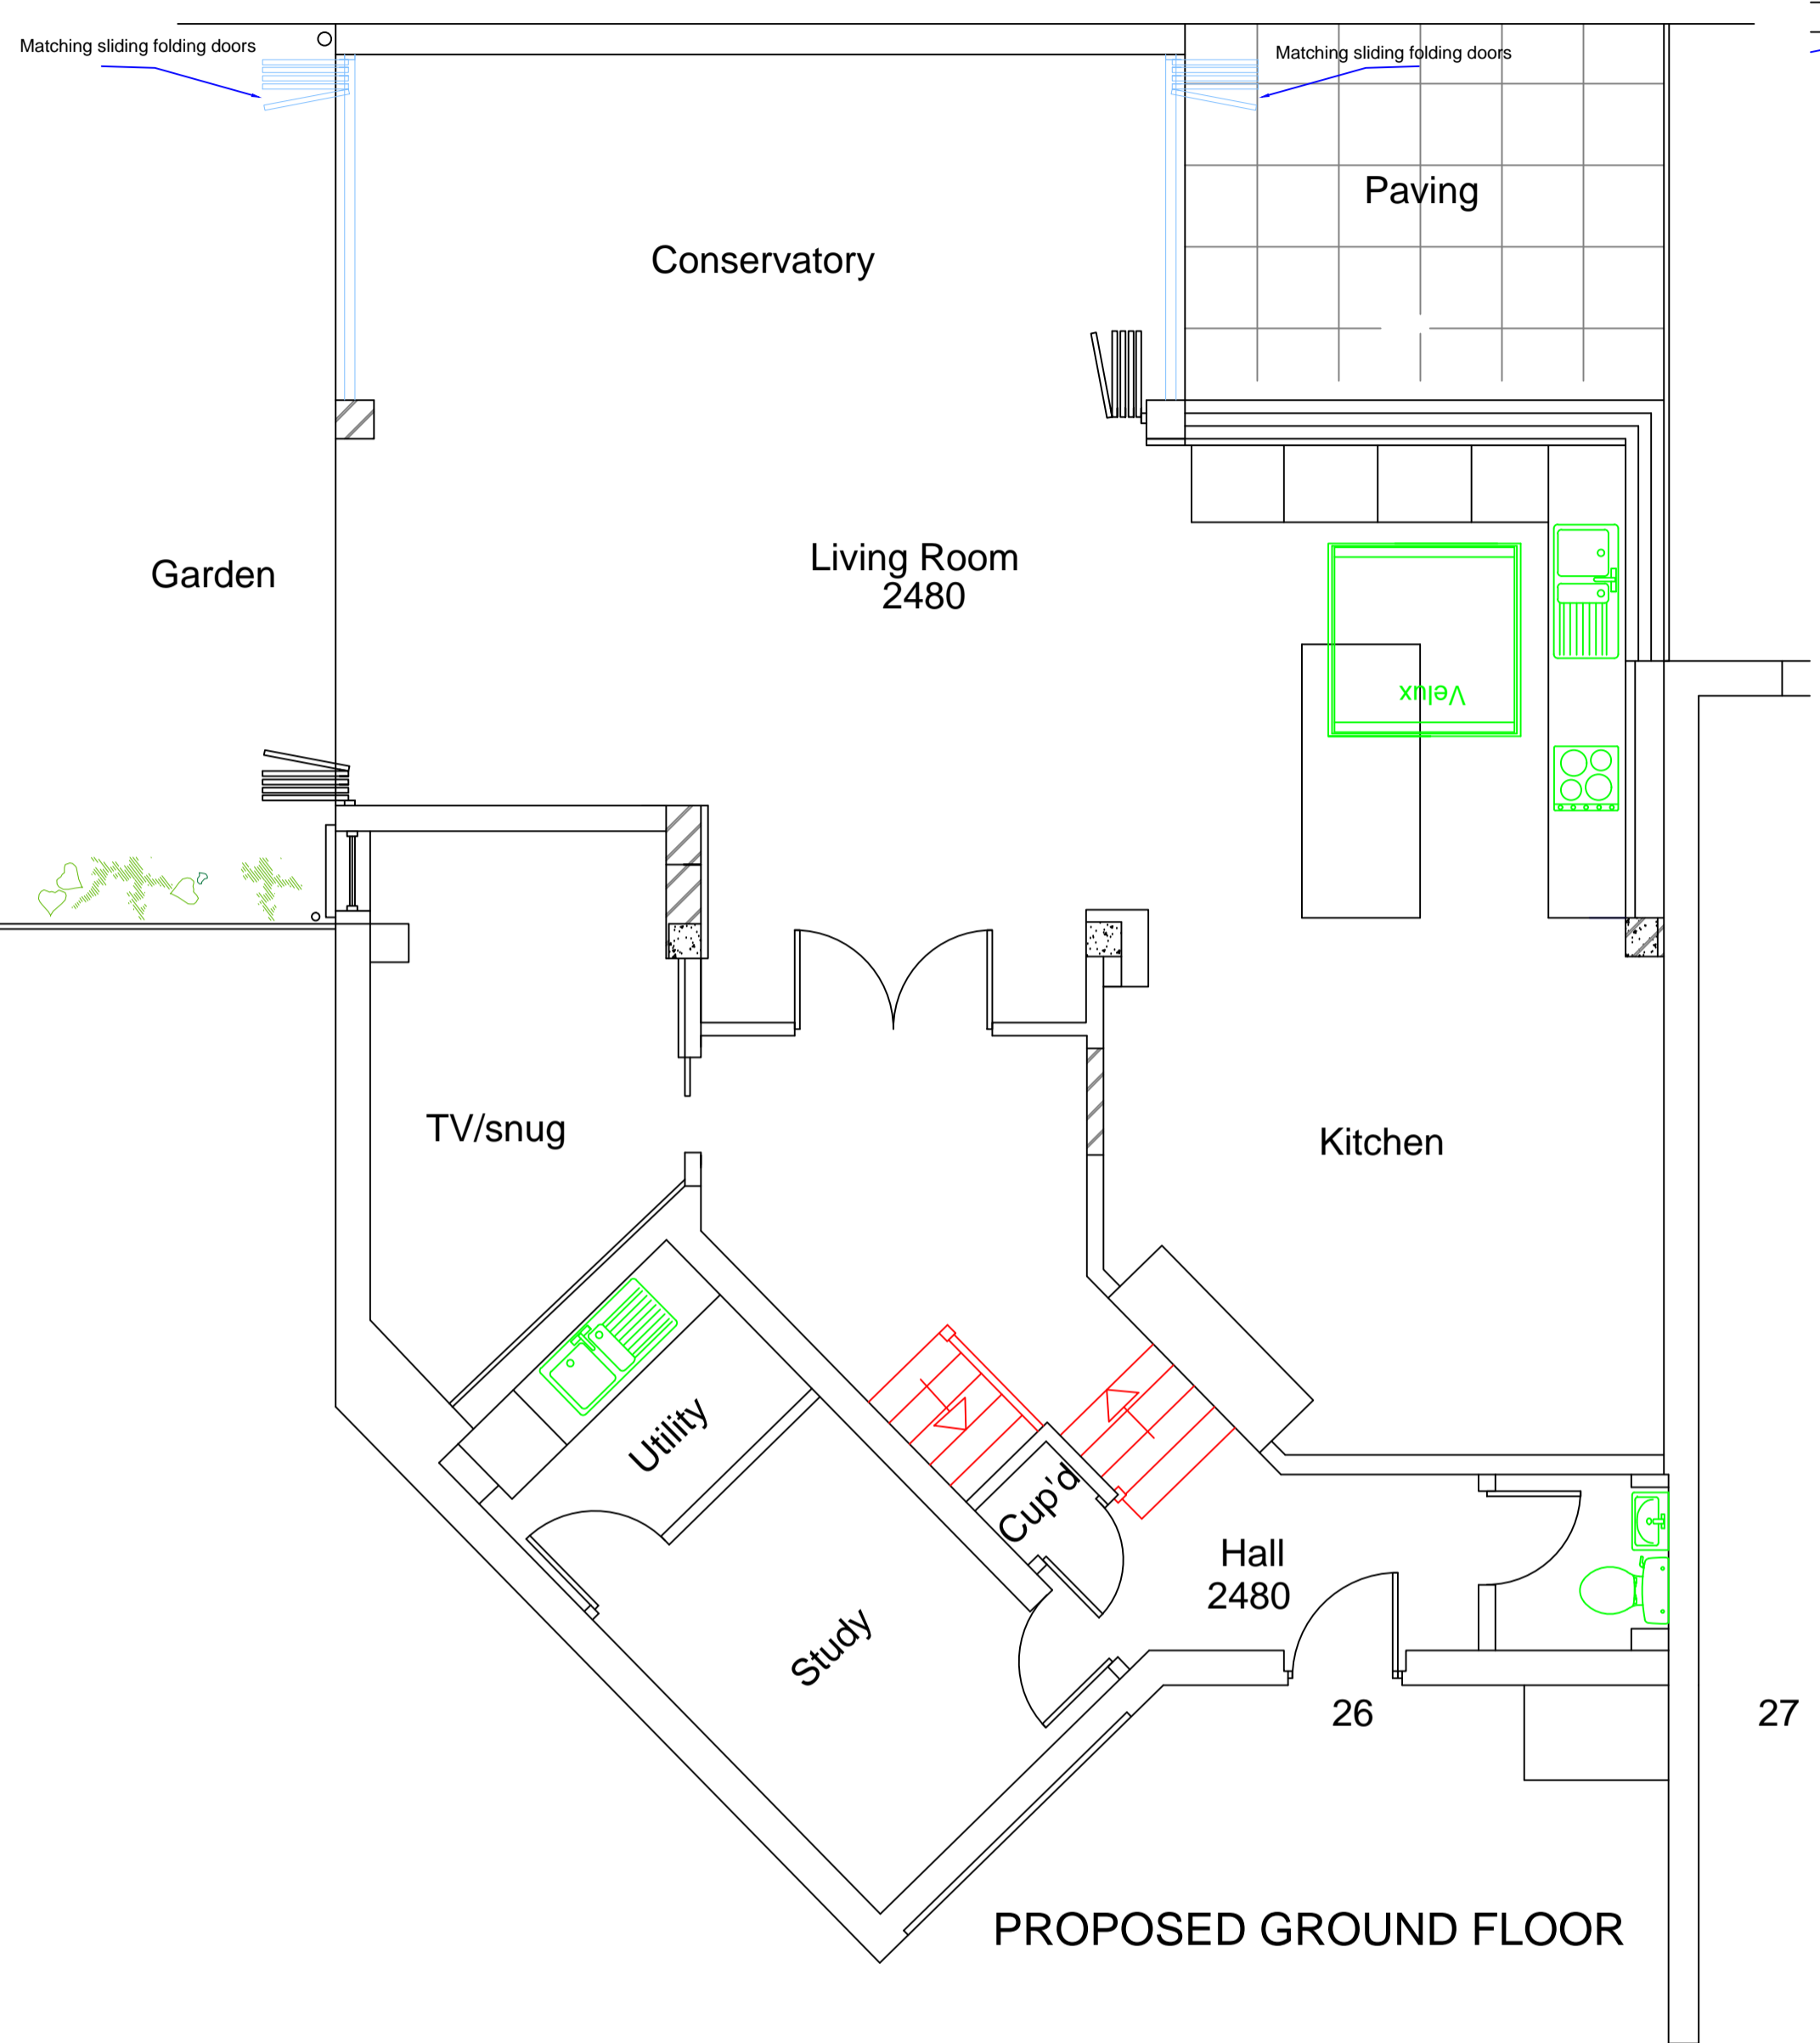 Matching sliding folding doors
Matching sliding folding doors
Paving
Conservatory
Living Room
2480
Garden
Velux
TV/snug
Kitchen
Utility
Cup'd
Hall
2480
Study
26
27
PROPOSED GROUND FLOOR